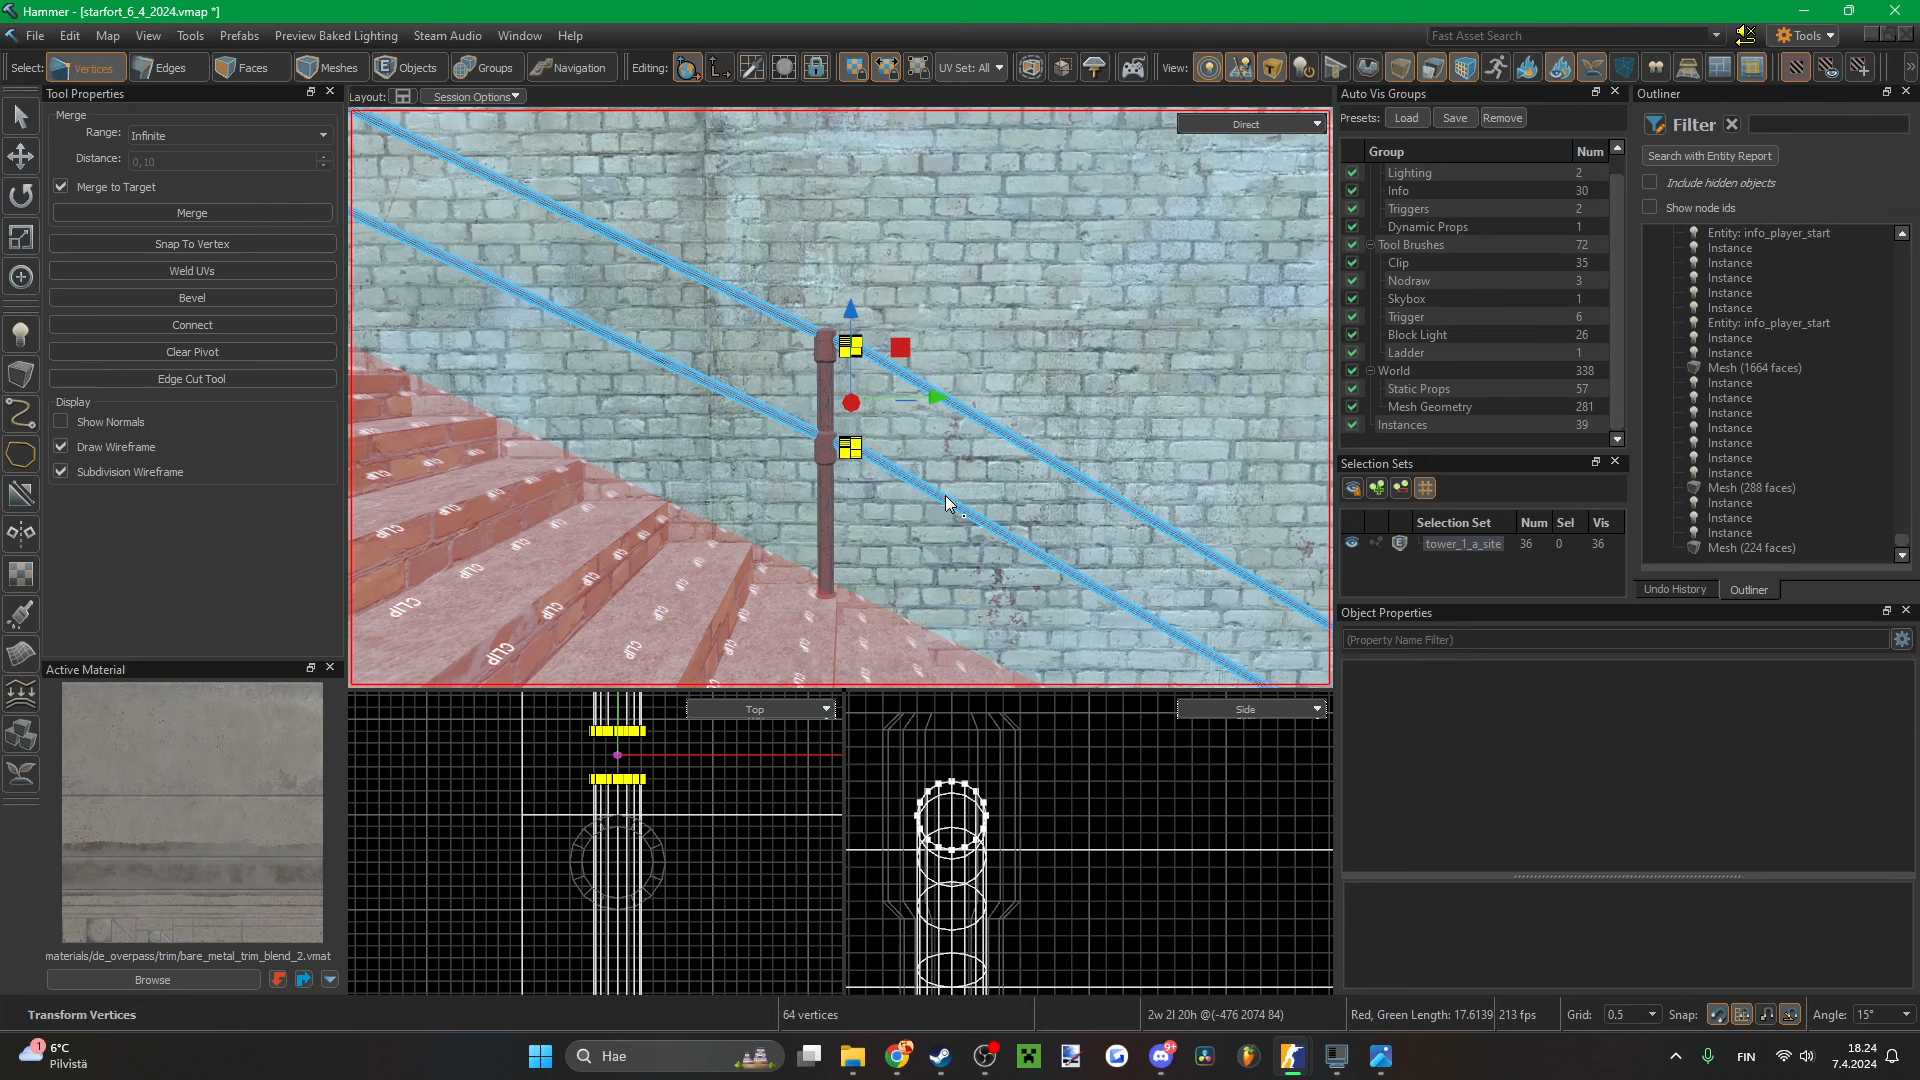 Hammer - [starfort_6_4_2024.vmap *]
File Edit Map View Tools Prefabs Preview Baked Lighting Steam Audio Window Help
Fast Asset Search
Tools
Select: Vertices Edges Faces Meshes Objects Groups Navigation Editing: UV Set: All View:
Tool Properties
Layout: Session Options
Merge
Range: Infinite
Distance: 0,10
Merge to Target
Merge
Snap To Vertex
Weld UVs
Bevel
Connect
Clear Pivot
Edge Cut Tool
Display
Show Normals
Draw Wireframe
Subdivision Wireframe
Active Material
materials/de_overpass/trim/bare_metal_trim_blend_2.vmat
Browse
Direct
CLIP
CLIP
CLIP
CLIP
CLIP
CLIP
CLIP
CLIP
CLIP
Top
Side
Auto Vis Groups
Presets: Load Save Remove
Group Num
Lighting 2
Info 30
Triggers 2
Dynamic Props 1
Tool Brushes 72
Clip 35
Nodraw 3
Skybox 1
Trigger 6
Block Light 26
Ladder 1
World 338
Static Props 57
Mesh Geometry 281
Instances 39
Selection Sets
Selection Set Num Sel Vis
tower_1_a_site 36 0 36
Outliner
Filter
Search with Entity Report
Include hidden objects
Show node ids
Entity: info_player_start
Instance
Instance
Instance
Instance
Instance
Entity: info_player_start
Instance
Instance
Mesh (1664 faces)
Instance
Instance
Instance
Instance
Instance
Instance
Instance
Mesh (288 faces)
Instance
Instance
Instance
Mesh (224 faces)
Undo History Outliner
Object Properties
(Property Name Filter)
Transform Vertices
64 vertices
2w 2l 20h @(-476 2074 84)
Red, Green Length: 17.6139
213 fps
Grid: 0.5
Snap:
Angle: 15°
1
6°C
Pilvistä
Hae
9+
FIN
18.24
7.4.2024